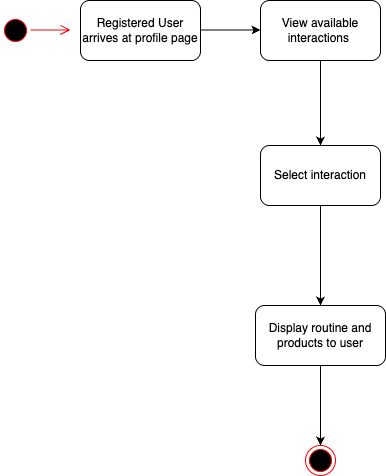 Registered User
arrives at profile page
View available
interactions
Select interaction
Display routine and
products to user